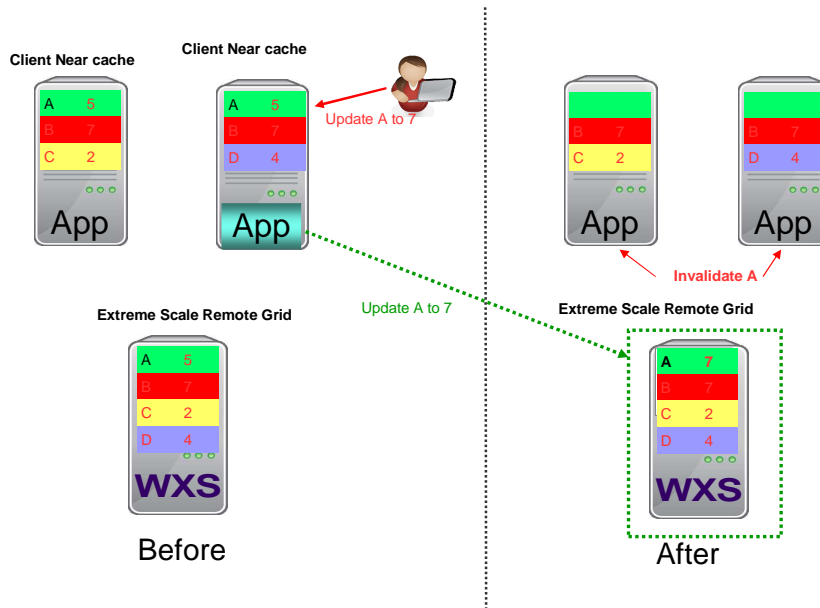 Client Near cache
Client Near cache
A 5
B 7
C 2
App
A 5
B 7
D 4
App
Update A to 7
Update A to 7
Extreme Scale Remote Grid
A 5
B 7
C 2
D 4
WXS
Before
B 7
C 2
App
B 7
D 4
App
Invalidate A
Extreme Scale Remote Grid
A 7
B 7
C 2
D 4
WXS
After